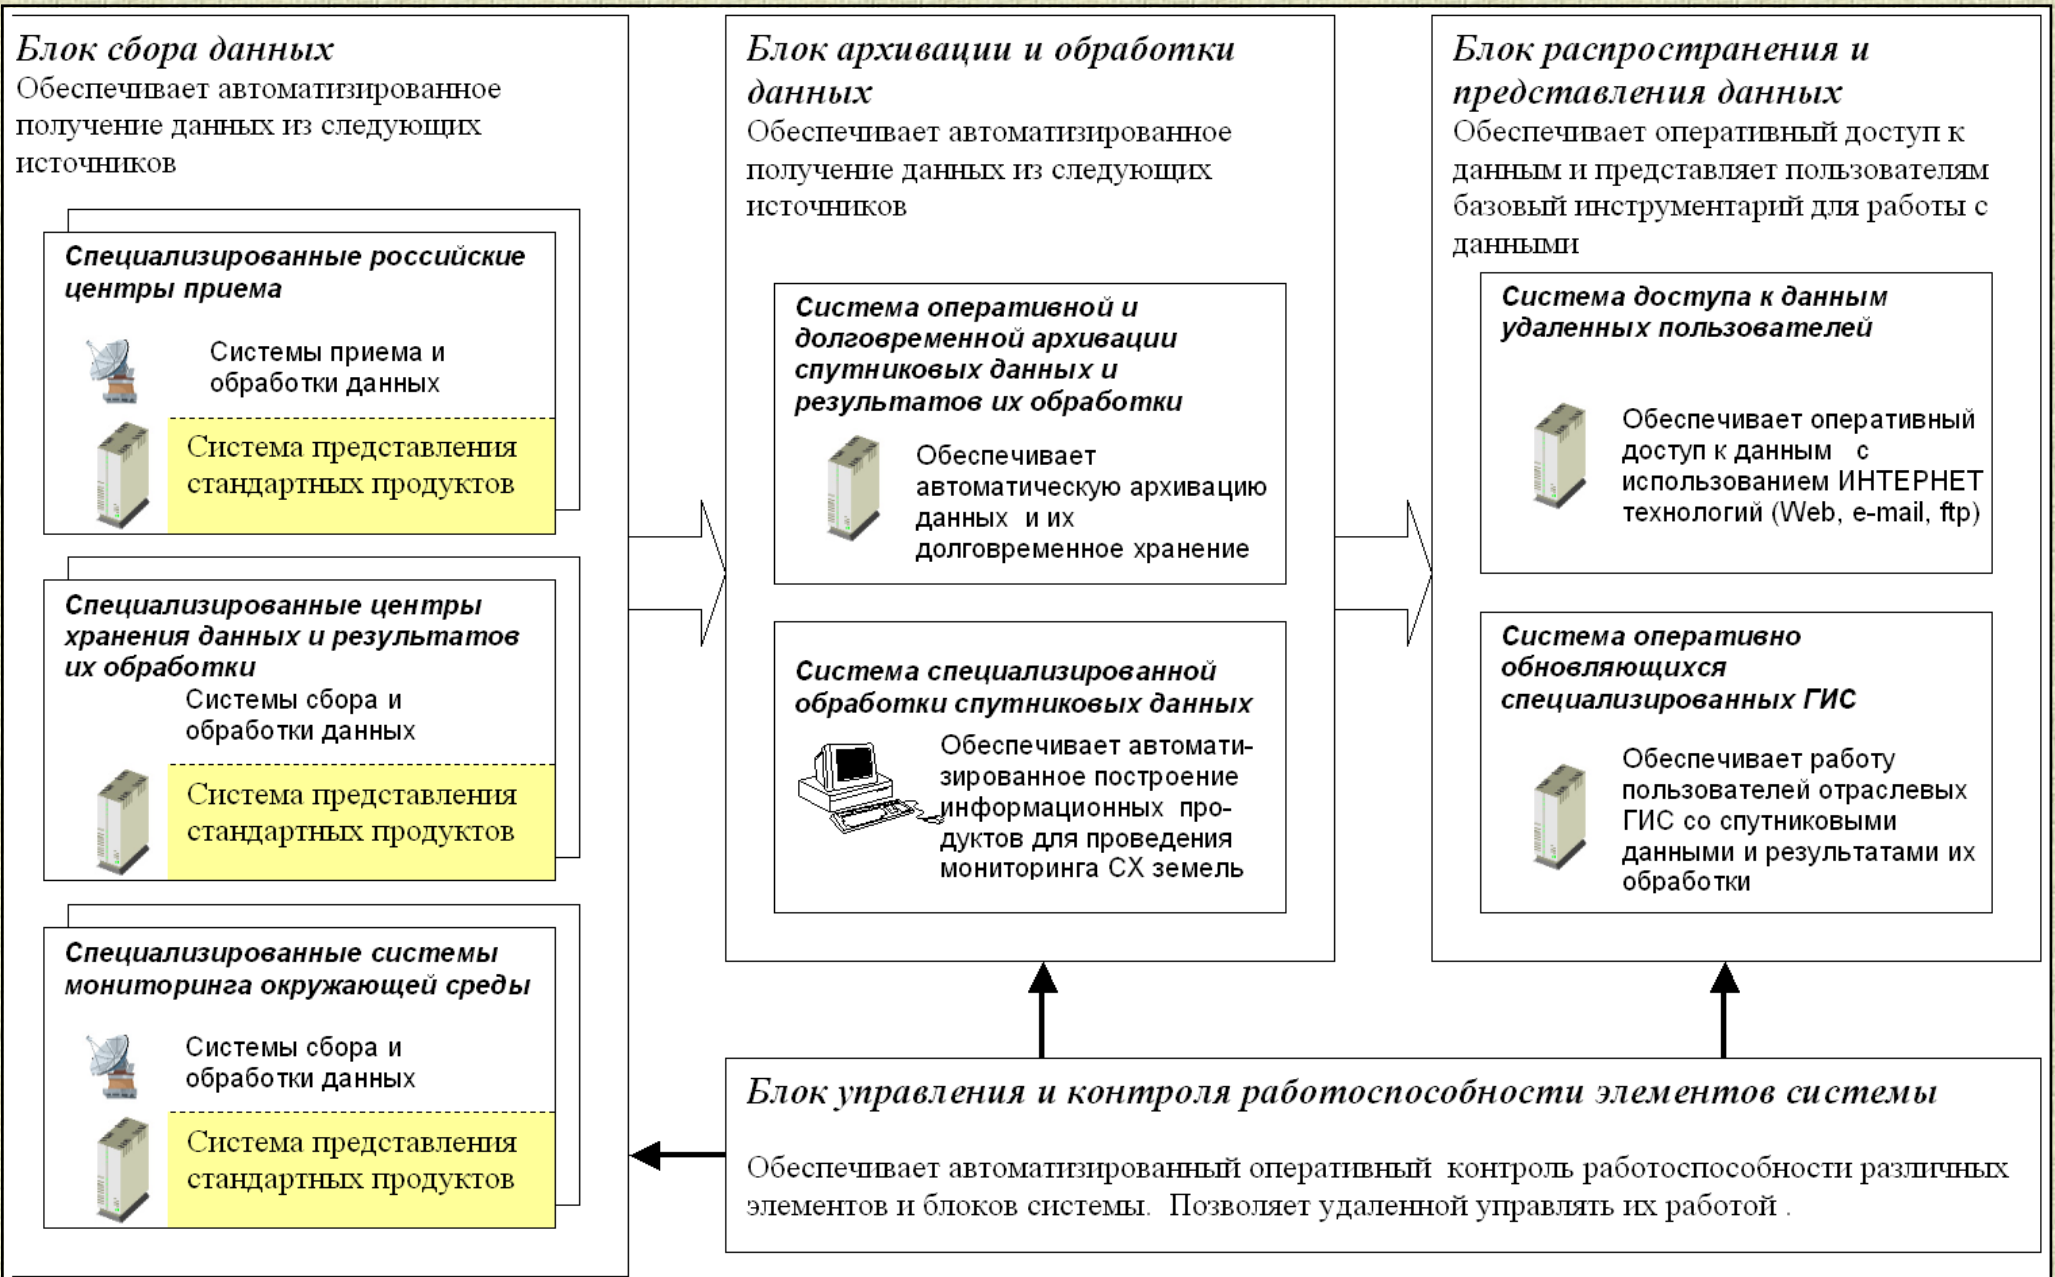 Блок сбора данных
Обеспечивает автоматизированное
получение данных из следующих
источников
Специализированные российские
центры приема
Системы приема и
обработки данных
Система представления
стандартных продуктов
Специализированные центры
хранения данных и результатов
их обработки
Системы сбора и
обработки данных
Система представления
стандартных продуктов
Специализированные системы
мониторинга окружающей среды
Системы сбора и
обработки данных
Система представления
стандартных продуктов
Блок архивации и обработки
данных
Обеспечивает автоматизированное
получение данных из следующих
источников
Система оперативной и
долговременной архивации
спутниковых данных и
результатов их обработки
Обеспечивает
автоматическую архивацию
данных и их
долговременное хранение
Система специализированной
обработки спутниковых данных
Обеспечивает автомати-
зированное построение
информационных про-
дуктов для проведения
мониторинга СХ земель
Блок распространения и
представления данных
Обеспечивает оперативный доступ к
данным и представляет пользователям
базовый инструментарий для работы с
данными
Система доступа к данным
удаленных пользователей
Обеспечивает оперативный
доступ к данным с
использованием ИНТЕРНЕТ
технологий (Web, e-mail, ftp)
Система оперативно
обновляющихся
специализированных ГИС
Обеспечивает работу
пользователей отраслевых
ГИС со спутниковыми
данными и результатами их
обработки
Блок управления и контроля работоспособности элементов системы
Обеспечивает автоматизированный оперативный контроль работоспособности различных
элементов и блоков системы. Позволяет удаленной управлять их работой .